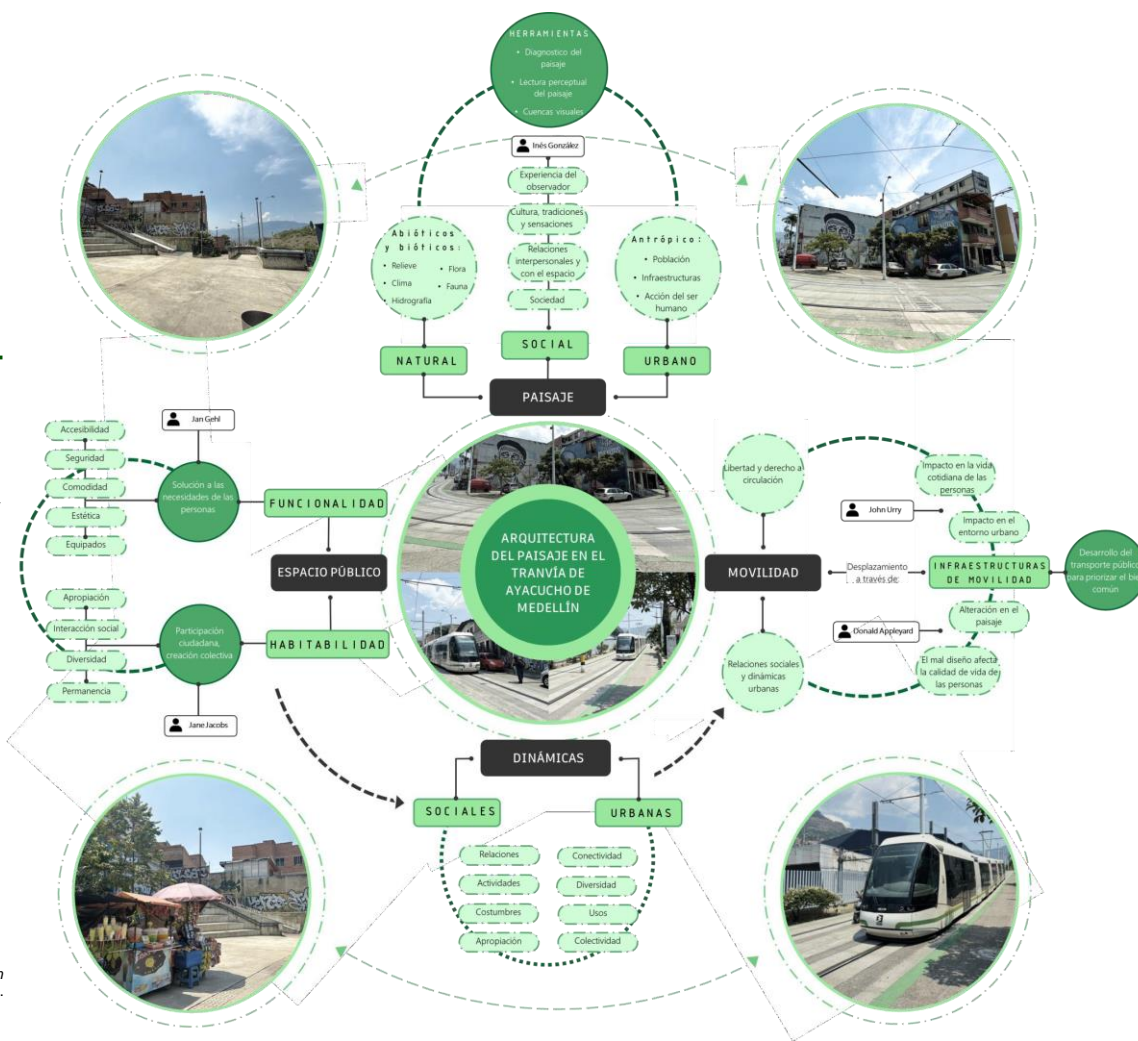 HERRAMIENTAS
• Diagnostico del
paisaje
• Lectura perceptual
del paisaje
• Cuencas visuales
Inés González
Experiencia del
observador
Cultura, tradiciones
y sensaciones
Relaciones
interpersonales y
con el espacio
Sociedad
Abióticos
y bióticos:
• Relieve
• Clima
• Hidrografía
• Flora
• Fauna
Antrópico:
• Población
• Infraestructuras
• Acción del ser
humano
NATURAL
SOCIAL
URBANO
PAISAJE
Jan Gehl
Accesibilidad
Seguridad
Comodidad
Estética
Equipados
Solución a las
necesidades de las
personas
FUNCIONALIDAD
ESPACIO PÚBLICO
HABITABILIDAD
Apropiación
Interacción social
Diversidad
Permanencia
Participación
ciudadana,
creación colectiva
Jane Jacobs
ARQUITECTURA
DEL PAISAJE EN EL
TRANVÍA DE
AYACUCHO DE
MEDELLÍN
Libertad y derecho a
circulación
MOVILIDAD
Relaciones sociales
y dinámicas
urbanas
Desplazamiento
a través de:
Impacto en la vida
cotidiana de las
personas
John Urry
Impacto en el
entorno urbano
INFRAESTRUCTURAS
DE MOVILIDAD
Alteración en el
paisaje
Donald Appleyard
El mal diseño afecta
la calidad de vida de
las personas
Desarrollo del
transporte público
para priorizar el bien
común
DINÁMICAS
SOCIALES
URBANAS
Relaciones
Actividades
Costumbres
Apropiación
Conectividad
Diversidad
Usos
Colectividad